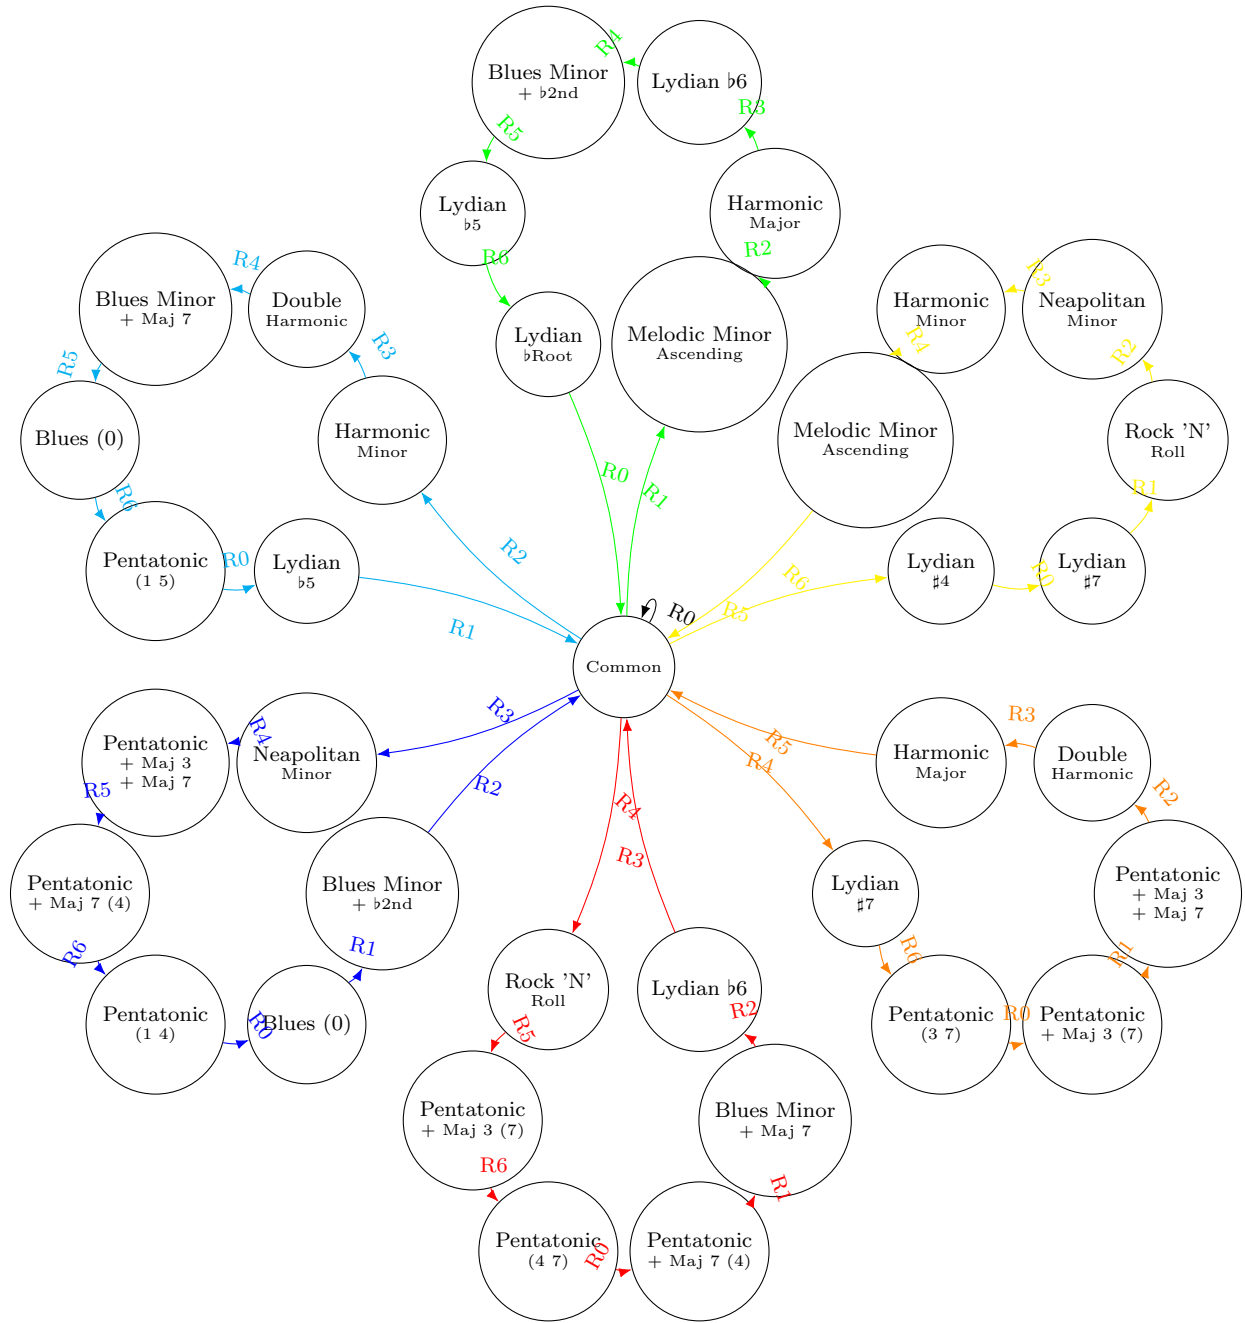 R4
Blues Minor
+ ♭2nd
Lydian ♭6
R3
R5
Lydian
♭5
Harmonic
Major
R6
R2
Lydian
♭Root
Melodic Minor
Ascending
R0
R1
R4
Blues Minor
+ Maj 7
Double
Harmonic
R5
R3
Blues (0)
Harmonic
Minor
R6
Pentatonic
(1 5)
R0
Lydian
♭5
R2
R1
Harmonic
Minor
R3
Neapolitan
Minor
R4
R2
Melodic Minor
Ascending
Rock 'N'
Roll
R1
Lydian
♯4
R0
Lydian
♯7
R6
R5
R0
Common
R3
R4
Neapolitan
Minor
Pentatonic
+ Maj 3
+ Maj 7
R5
R2
Pentatonic
+ Maj 7 (4)
Blues Minor
+ ♭2nd
R6
R1
Pentatonic
(1 4)
R0
Blues (0)
R4
R3
Rock 'N'
Roll
Lydian ♭6
R5
R2
Pentatonic
+ Maj 3 (7)
Blues Minor
+ Maj 7
R6
R1
Pentatonic
(4 7)
R0
Pentatonic
+ Maj 7 (4)
R5
R4
Harmonic
Major
R3
Double
Harmonic
R2
Lydian
♯7
Pentatonic
+ Maj 3
+ Maj 7
R6
R1
Pentatonic
(3 7)
R0
Pentatonic
+ Maj 3 (7)